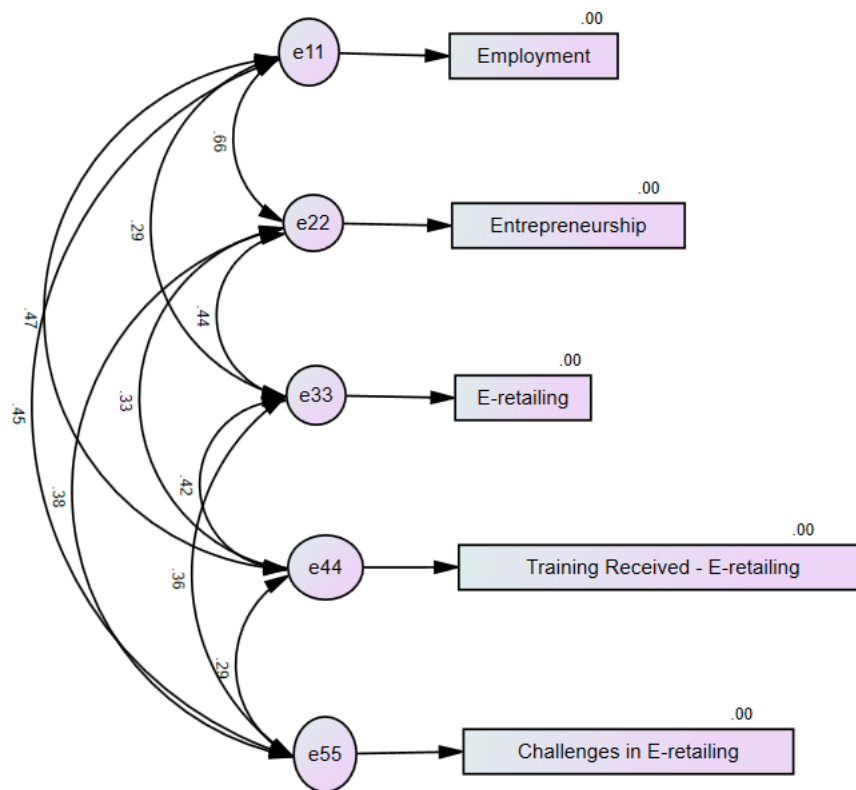 .00
e11
Employment
.66
.00
e22
Entrepreneurship
.29
.44
.47
.00
e33
E-retailing
.33
.45
.42
.38
.00
e44
Training Received - E-retailing
.36
.29
.00
e55
Challenges in E-retailing